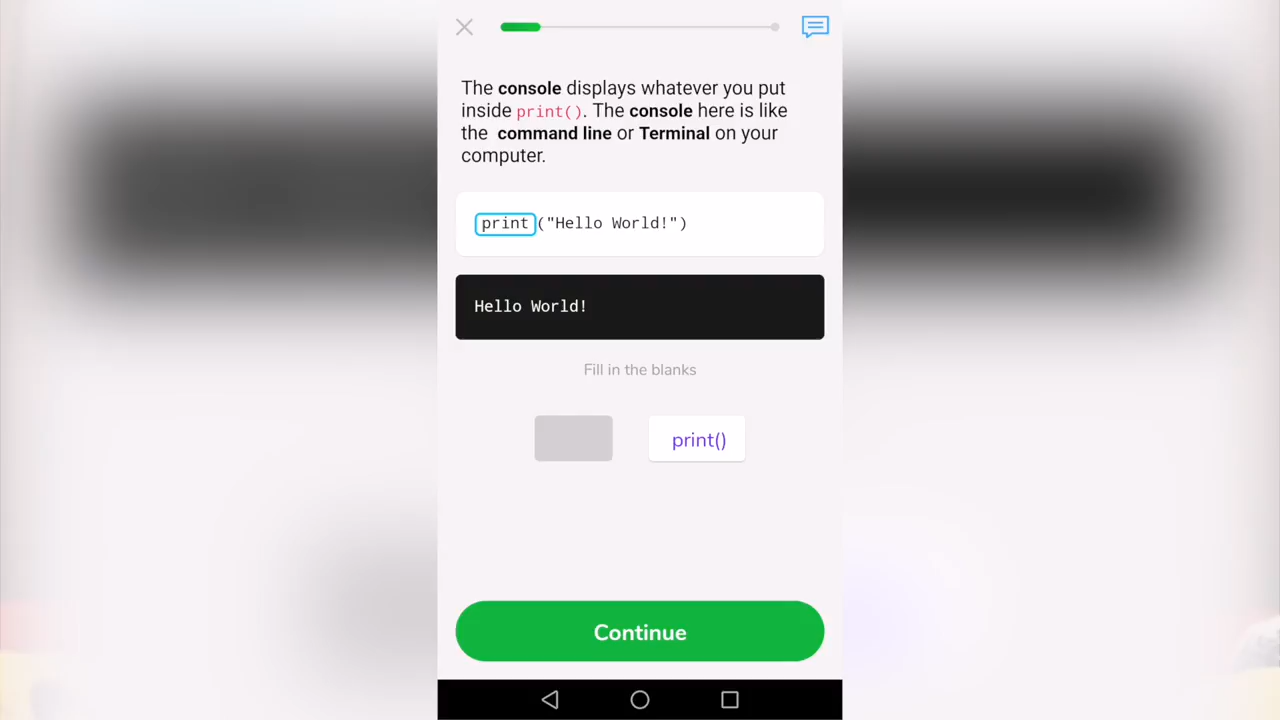 The console displays whatever you put
inside print(). The console here is like
the command line or Terminal on your
computer.
print("Hello World!")
Hello World!
Fill in the blanks
print()
Continue